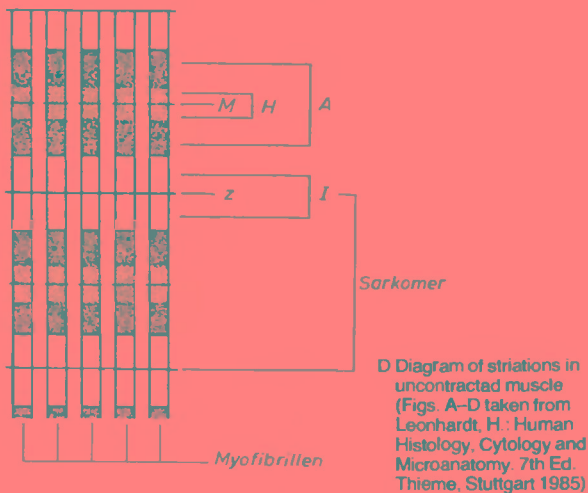 M H A
z I
Sarkomer
Myofibrillen
D Diagram of striations in
uncontractad muscle
(Figs. A–D taken from
Leonhardt, H.: Human
Histology, Cytology and
Microanatomy. 7th Ed.
Thieme, Stuttgart 1985)